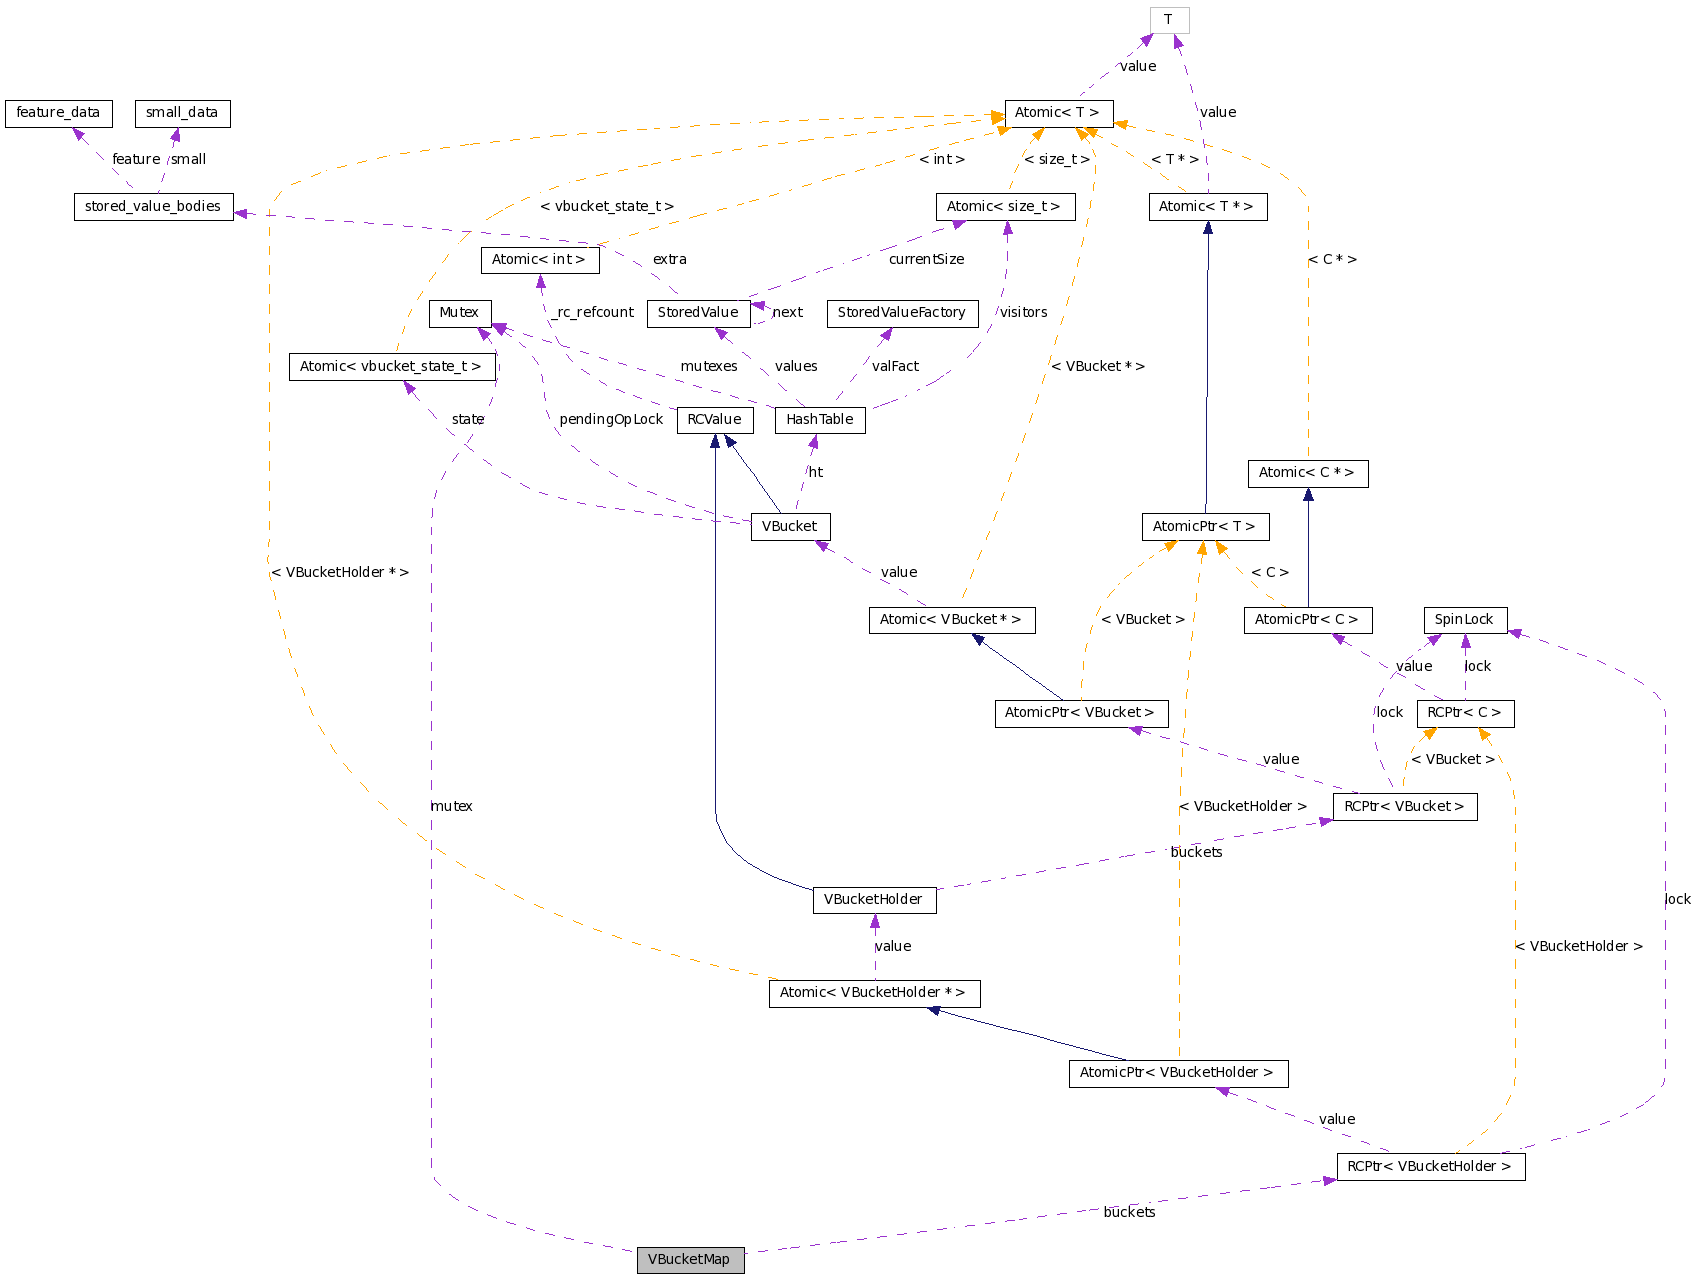 T
value
feature_data
small_data
Atomic< T >
value
feature
small
< int >
< size_t >
< T * >
stored_value_bodies
< vbucket_state_t >
Atomic< size_t >
Atomic< T * >
Atomic< int >
extra
currentSize
< C * >
Mutex
_rc_refcount
StoredValue
next
StoredValueFactory
visitors
Atomic< vbucket_state_t >
mutexes
values
valFact
< VBucket * >
state
pendingOpLock
RCValue
HashTable
ht
Atomic< C * >
VBucket
AtomicPtr< T >
< VBucketHolder * >
value
< C >
Atomic< VBucket * >
< VBucket >
AtomicPtr< C >
SpinLock
value
lock
AtomicPtr< VBucket >
lock
RCPtr< C >
value
< VBucket >
mutex
< VBucketHolder >
RCPtr< VBucket >
buckets
VBucketHolder
lock
value
< VBucketHolder >
Atomic< VBucketHolder * >
AtomicPtr< VBucketHolder >
value
RCPtr< VBucketHolder >
buckets
VBucketMap